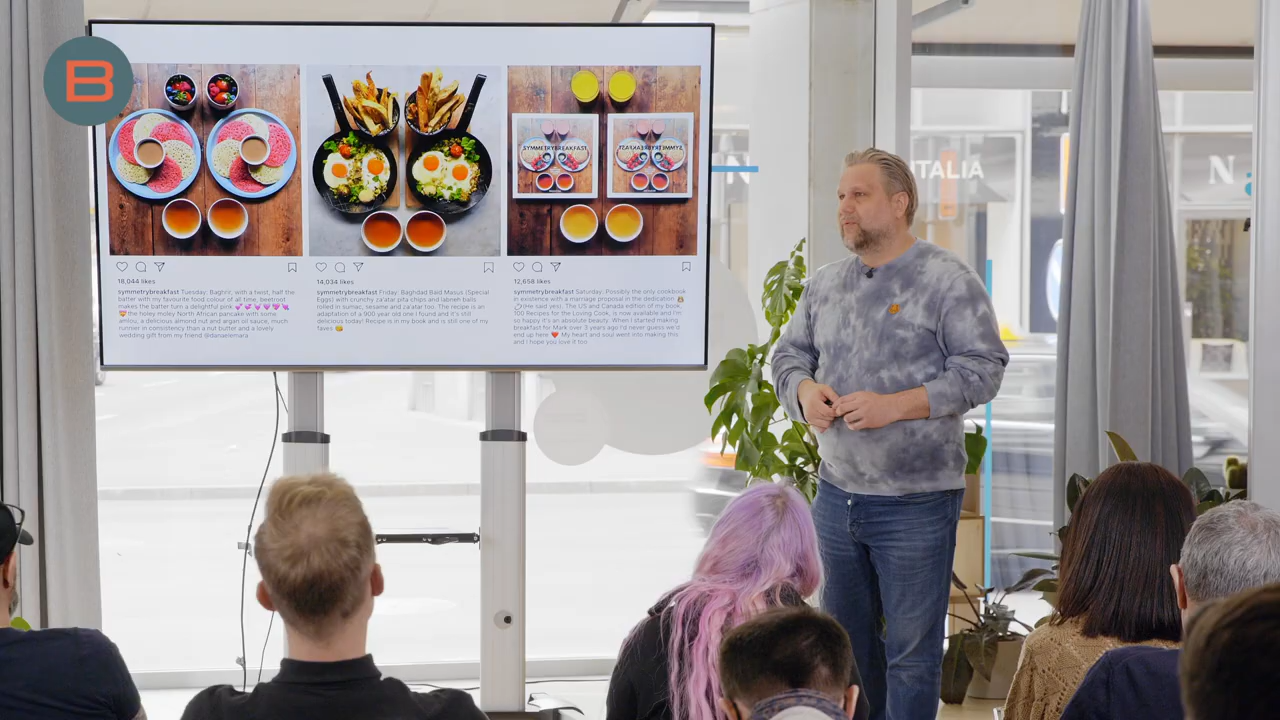 B
SYMMETRYBREAKFAST
SYMMETRYBREAKFAST
18,044 likes
symmetrybreakfast Tuesday: Baghrir, with a twist, half the
batter with my favourite food colour of all time, beetroot
makes the batter turn a delightful pink
the holey moley North African pancake with some
amlou, a delicious almond nut and argan oil sauce, much
runnier in consistency than a nut butter and a lovely
wedding gift from my friend
14,034 likes
symmetrybreakfast Friday: Baghdad Baid Masus (Special
Eggs) with crunchy za'atar pita chips and labneh balls
rolled in sumac, sesame and za'atar too. The recipe is an
adaptation of a 900 year old one I found and it's still
delicious today! Recipe is in my book and is still one of my
faves
12,658 likes
symmetrybreakfast Saturday: Possibly the only cookbook
in existence with a marriage proposal in the dedication
(He said yes). The US and Canada edition of my book,
100 Recipes for the Loving Cook, is now available and I'm
so happy it's an absolute beauty. When I started making
breakfast for Mark over 3 years ago I'd never guess we'd
end up here My heart and soul went into making this
and i hope you love it too
N
ITALIA
N